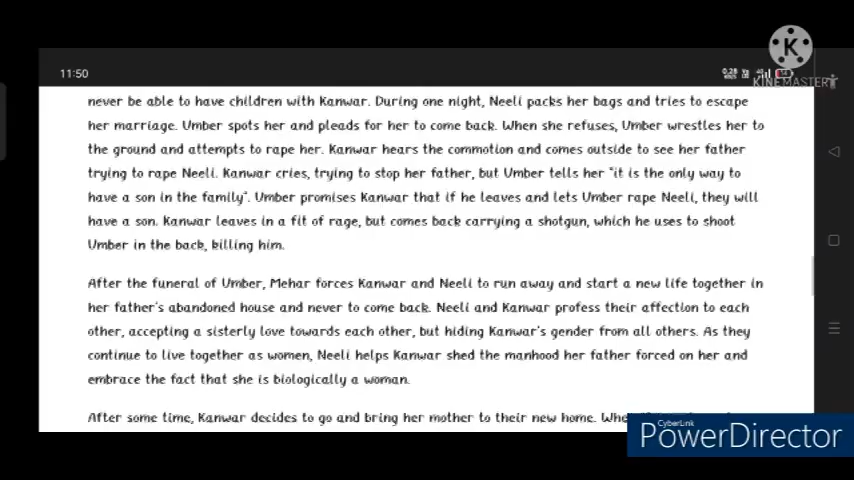 11:50
0.28
KINEMASTER
never be able to have children with Kanwar. During one night, Neeli packs her bags and tries to escape
her marriage. Umber spots her and pleads for her to come back. When she refuses, Umber wrestles her to
the ground and attempts to rape her. Kanwar hears the commotion and comes outside to see her father
trying to rape Neeli. Kanwar cries, trying to stop her father, but Umber tells her "it is the only way to
have a son in the family". Umber promises Kanwar that if he leaves and lets Umber rape Neeli, they will
have a son. Kanwar leaves in a fit of rage, but comes back carrying a shotgun, which he uses to shoot
Umber in the back, killing him.
After the funeral of Umber, Mehar forces Kanwar and Neeli to run away and start a new life together in
her father's abandoned house and never to come back. Neeli and Kanwar profess their affection to each
other, accepting a sisterly love towards each other, but hiding Kanwar's gender from all others. As they
continue to live together as women, Neeli helps Kanwar shed the manhood her father forced on her and
embrace the fact that she is biologically a woman.
After some time, Kanwar decides to go and bring her mother to their new home.
CyberLink
PowerDirector